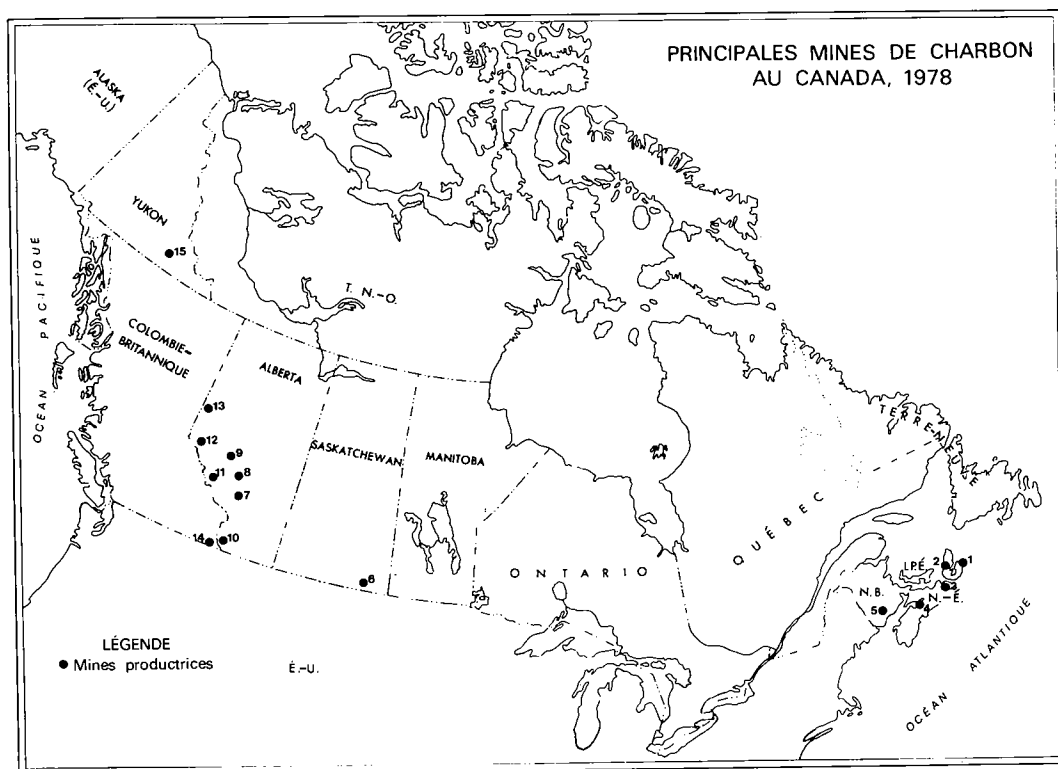 PRINCIPALES MINES DE CHARBON
AU CANADA, 1978
ALASKA
(É.-U.)
YUKON
15
T. N.-O.
OCÉAN PACIFIQUE
COLOMBIE-
BRITANNIQUE
ALBERTA
13
12
9
11
8
7
14
10
SASKATCHEWAN
6
MANITOBA
ONTARIO
QUÉBEC
TERRE-NEUVE
I.P.É.
2
1
N.B.
N.-É.
3
5
4
OCÉAN ATLANTIQUE
LÉGENDE
Mines productrices
É.-U.